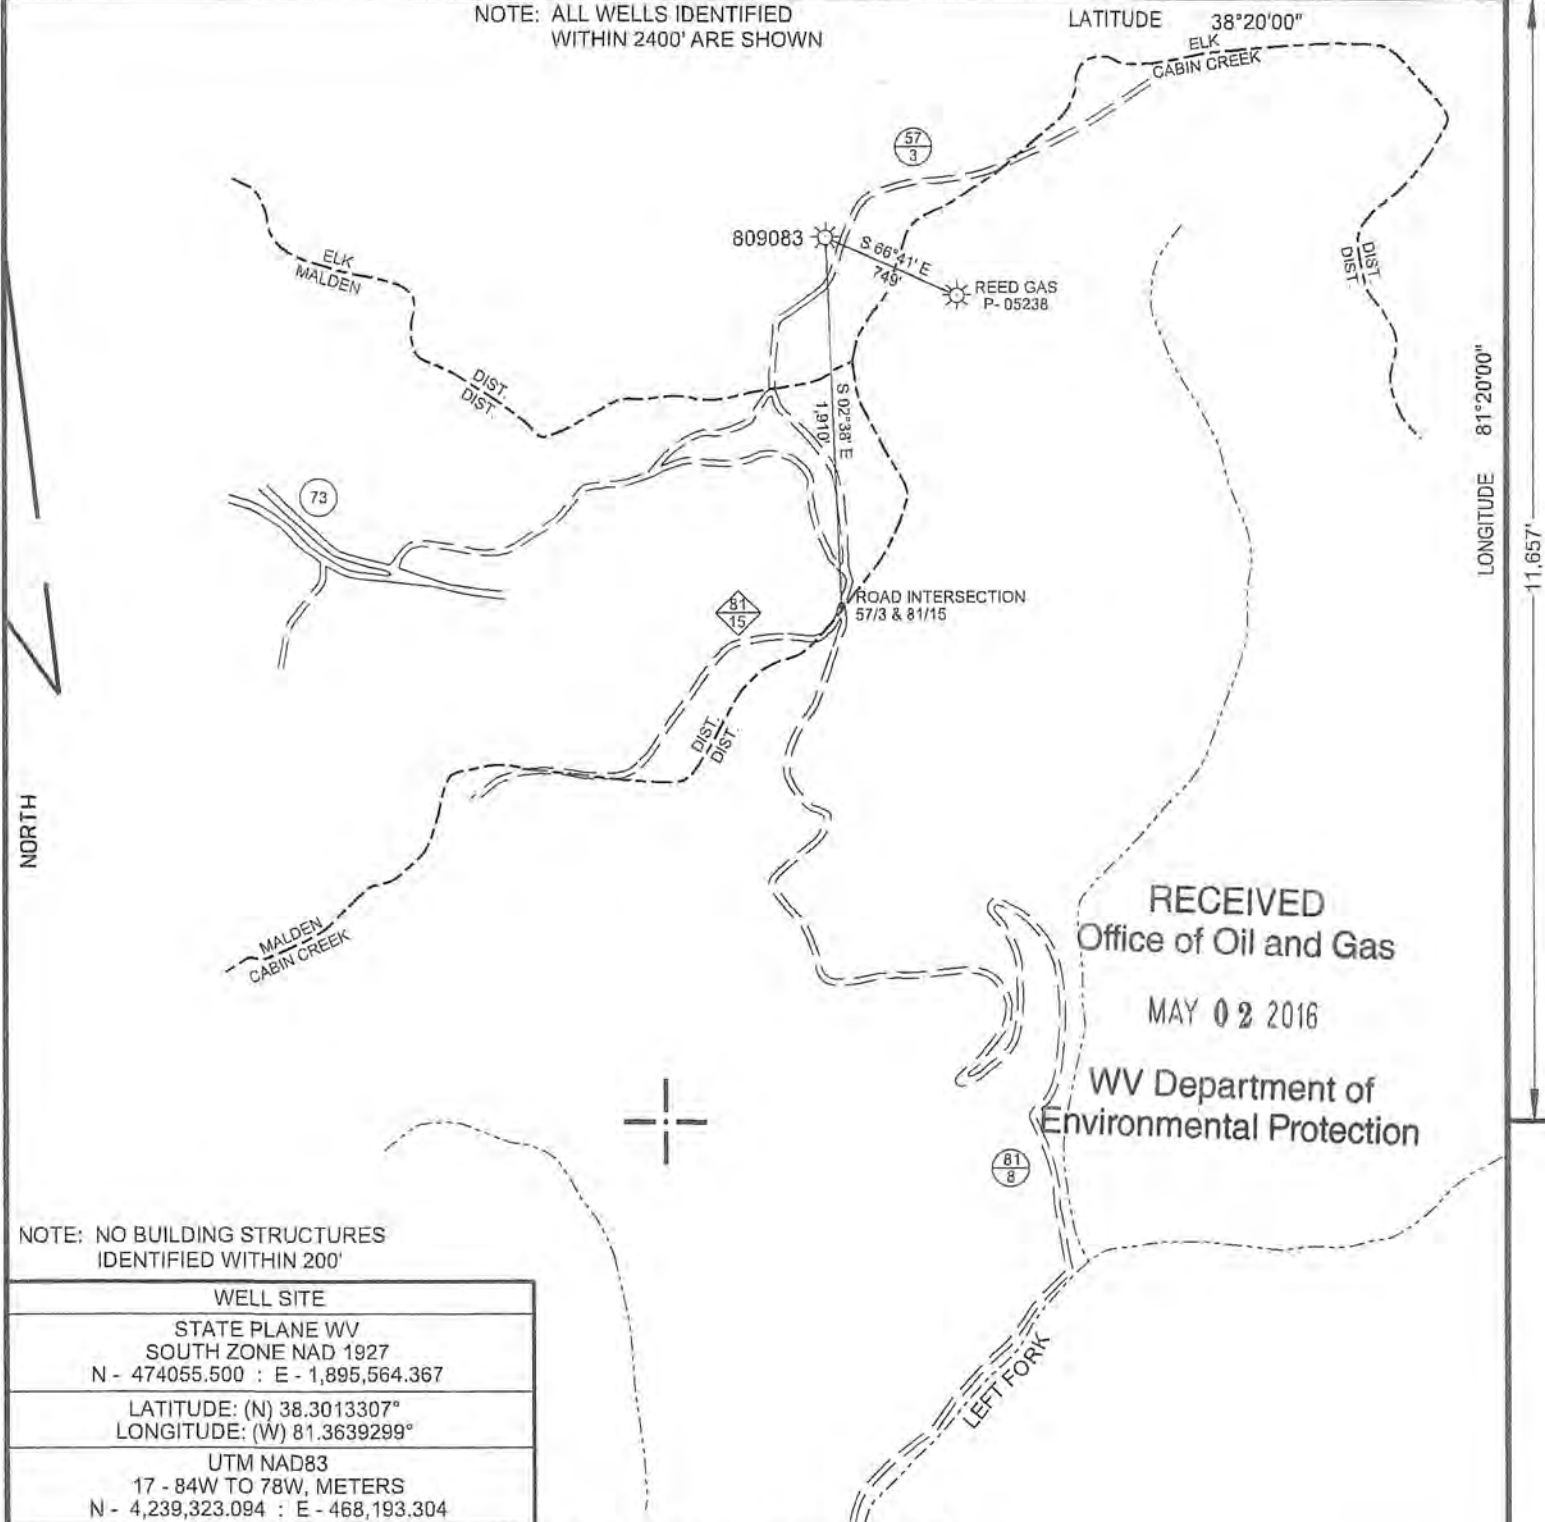 NOTE: ALL WELLS IDENTIFIED
WITHIN 2400' ARE SHOWN
LATITUDE 38°20'00"
ELK
CABIN CREEK
57
3
809083
S 66°41' E
749'
REED GAS
P- 05238
ELK
MALDEN
DIST.
DIST.
DIST.
DIST.
S 02°38' E
1,910'
LONGITUDE 81°20'00"
11,657'
73
81
15
ROAD INTERSECTION
57/3 & 81/15
DIST.
DIST.
NORTH
MALDEN
CABIN CREEK
RECEIVED
Office of Oil and Gas
MAY 02 2016
WV Department of
Environmental Protection
81
8
NOTE: NO BUILDING STRUCTURES
IDENTIFIED WITHIN 200'
WELL SITE
STATE PLANE WV
SOUTH ZONE NAD 1927
N - 474055.500 : E - 1,895,564.367
LATITUDE: (N) 38.3013307°
LONGITUDE: (W) 81.3639299°
UTM NAD83
17 - 84W TO 78W, METERS
N - 4,239,323.094 : E - 468,193.304
LEFT FORK